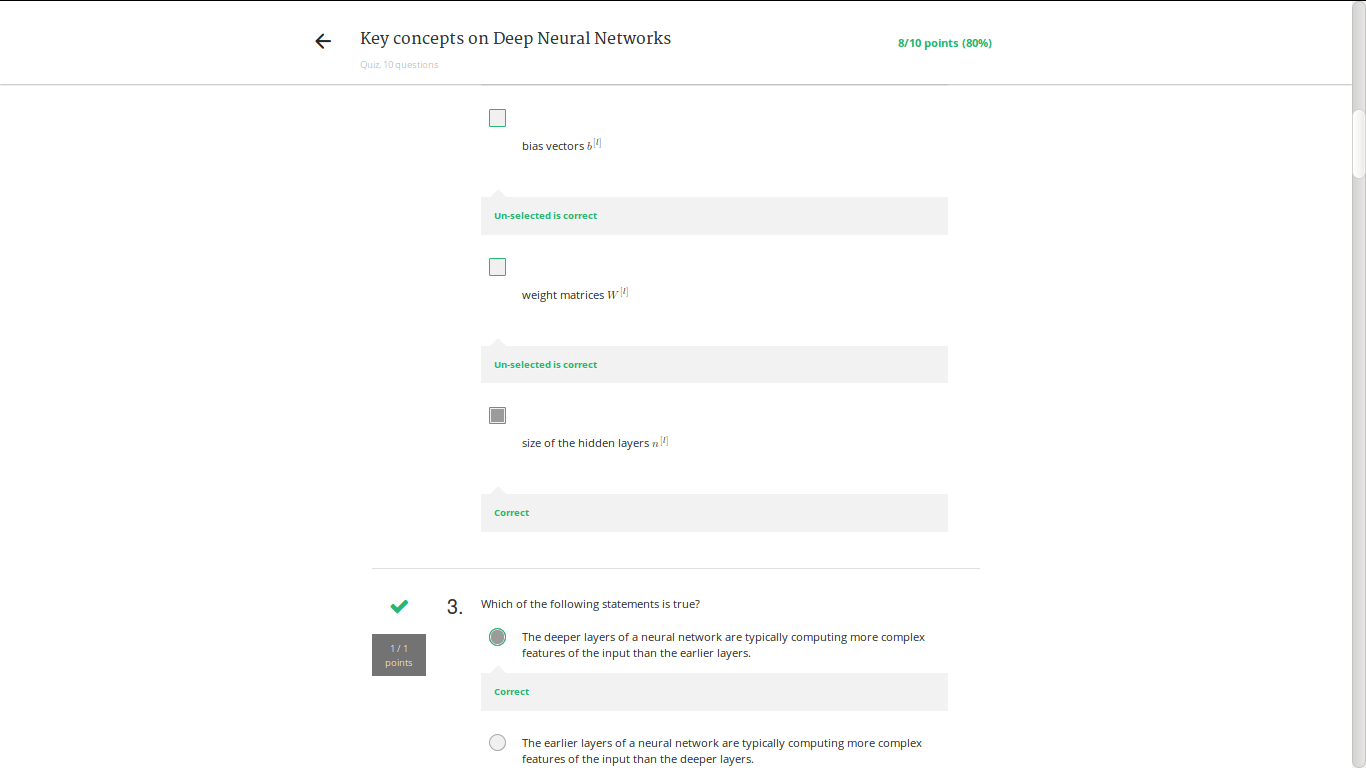 Key concepts on Deep Neural Networks
8/10 points (80%)
Quiz, 10 questions
bias vectors b^[l]
Un-selected is correct
weight matrices W^[l]
Un-selected is correct
size of the hidden layers n^[l]
Correct
3.
Which of the following statements is true?
1 / 1
points
The deeper layers of a neural network are typically computing more complex
features of the input than the earlier layers.
Correct
The earlier layers of a neural network are typically computing more complex
features of the input than the deeper layers.